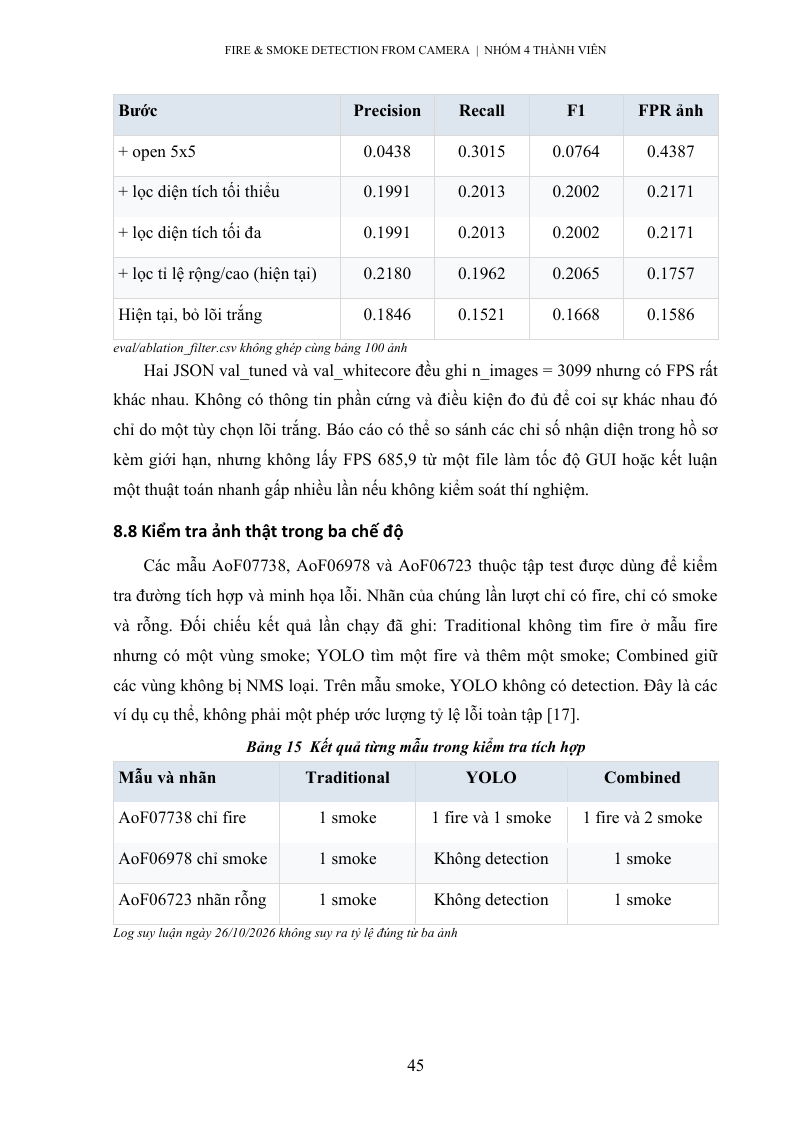 FIRE & SMOKE DETECTION FROM CAMERA | NHÓM 4 THÀNH VIÊN
Bước Precision Recall F1 FPR ảnh
+ open 5x5 0.0438 0.3015 0.0764 0.4387
+ lọc diện tích tối thiểu 0.1991 0.2013 0.2002 0.2171
+ lọc diện tích tối đa 0.1991 0.2013 0.2002 0.2171
+ lọc tỉ lệ rộng/cao (hiện tại) 0.2180 0.1962 0.2065 0.1757
Hiện tại, bỏ lõi trắng 0.1846 0.1521 0.1668 0.1586
eval/ablation_filter.csv không ghép cùng bảng 100 ảnh
Hai JSON val_tuned và val_whitecore đều ghi n_images = 3099 nhưng có FPS rất
khác nhau. Không có thông tin phần cứng và điều kiện đo đủ để coi sự khác nhau đó
chỉ do một tùy chọn lõi trắng. Báo cáo có thể so sánh các chỉ số nhận diện trong hồ sơ
kèm giới hạn, nhưng không lấy FPS 685,9 từ một file làm tốc độ GUI hoặc kết luận
một thuật toán nhanh gấp nhiều lần nếu không kiểm soát thí nghiệm.
8.8 Kiểm tra ảnh thật trong ba chế độ
Các mẫu AoF07738, AoF06978 và AoF06723 thuộc tập test được dùng để kiểm
tra đường tích hợp và minh họa lỗi. Nhãn của chúng lần lượt chỉ có fire, chỉ có smoke
và rỗng. Đối chiếu kết quả lần chạy đã ghi: Traditional không tìm fire ở mẫu fire
nhưng có một vùng smoke; YOLO tìm một fire và thêm một smoke; Combined giữ
các vùng không bị NMS loại. Trên mẫu smoke, YOLO không có detection. Đây là các
ví dụ cụ thể, không phải một phép ước lượng tỷ lệ lỗi toàn tập [17].
Bảng 15 Kết quả từng mẫu trong kiểm tra tích hợp
Mẫu và nhãn Traditional YOLO Combined
AoF07738 chỉ fire 1 smoke 1 fire và 1 smoke 1 fire và 2 smoke
AoF06978 chỉ smoke 1 smoke Không detection 1 smoke
AoF06723 nhãn rỗng 1 smoke Không detection 1 smoke
Log suy luận ngày 26/10/2026 không suy ra tỷ lệ đúng từ ba ảnh
45